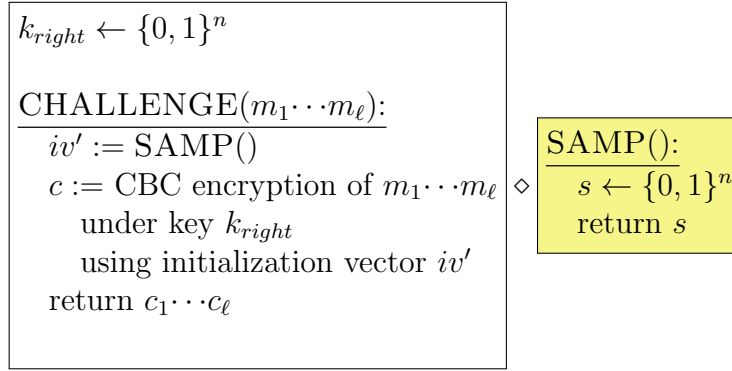 k_{right} ← {0, 1}^n
CHALLENGE(m_1···m_ℓ):
iv' := SAMP()
c := CBC encryption of m_1···m_ℓ
under key k_{right}
using initialization vector iv'
return c_1···c_ℓ
⋄
SAMP():
s ← {0, 1}^n
return s